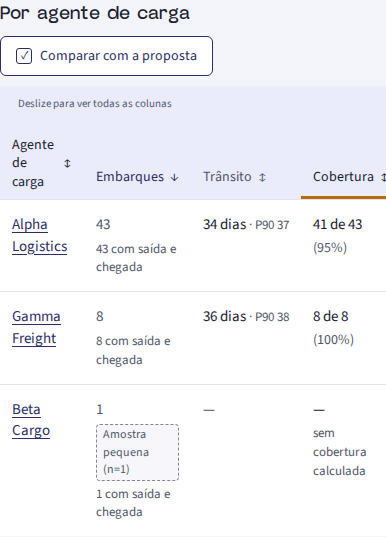 Por agente de carga
Comparar com a proposta
Deslize para ver todas as colunas
Agente
de
carga
Embarques ↓
Trânsito
Cobertura
Alpha
Logistics
43
43 com saída e
chegada
34 dias · P90 37
41 de 43
(95%)
Gamma
Freight
8
8 com saída e
chegada
36 dias · P90 38
8 de 8
(100%)
Beta
Cargo
1
Amostra
pequena
(n=1)
1 com saída e
chegada
—
—
sem
cobertura
calculada